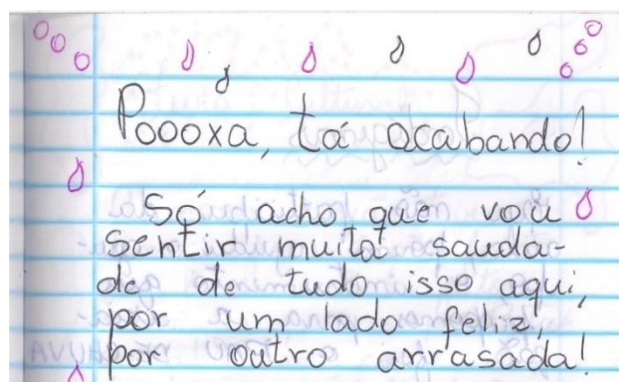 Poooxa, tá acabando!
Só acho que vou
sentir muita sauda-
de de tudo isso aqui,
por um lado feliz,
por outro arrasada!